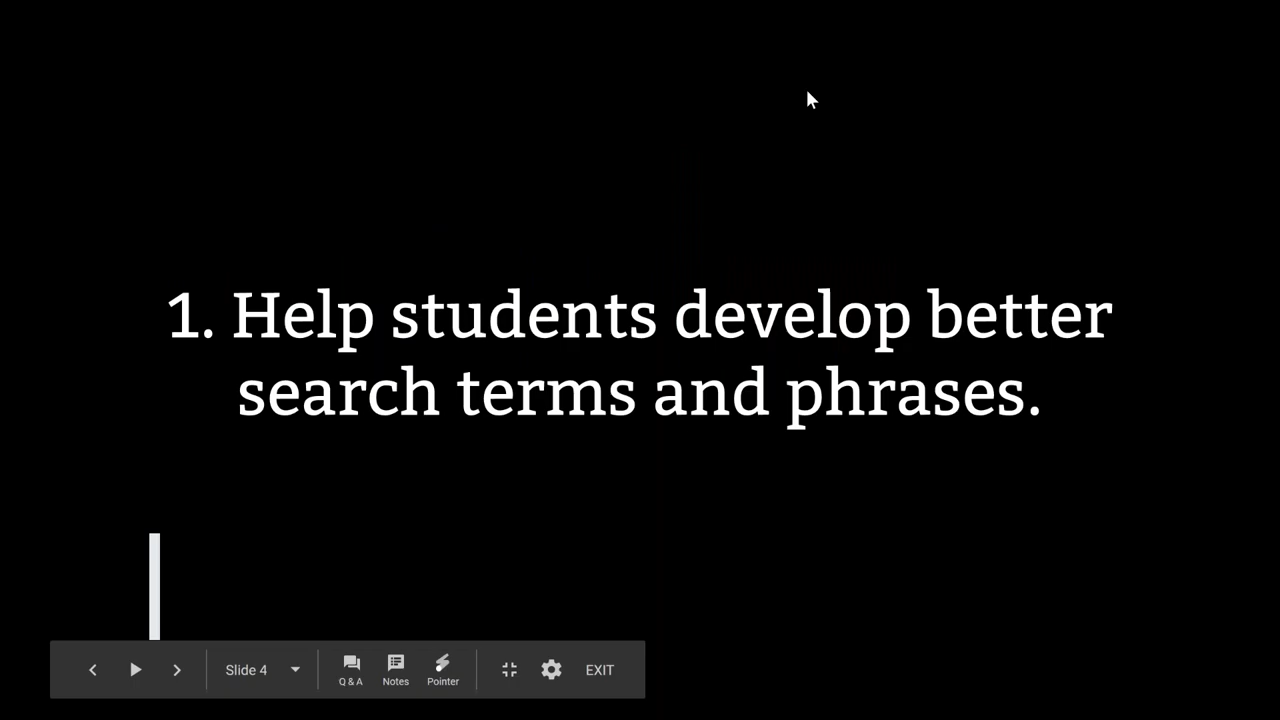 1. Help students develop better
search terms and phrases.
Slide 4
Q & A
Notes
Pointer
EXIT